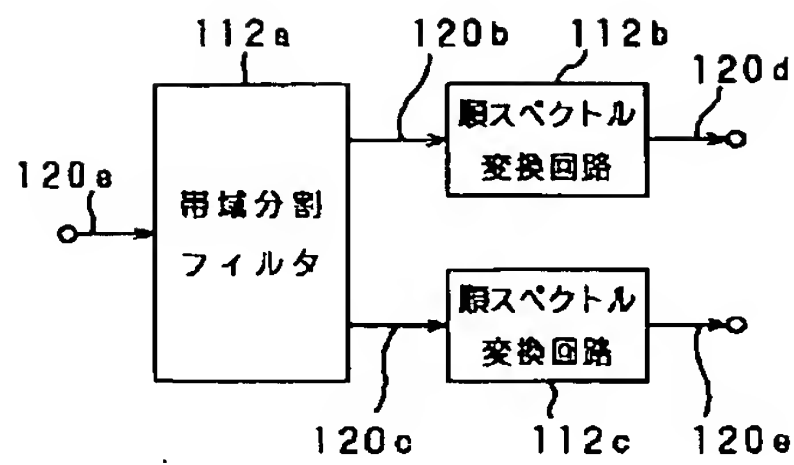 112a
120b
112b
120d
順スペクトル
変換回路
120a
帯域分割
フィルタ
順スペクトル
変換回路
120c
112c
120e